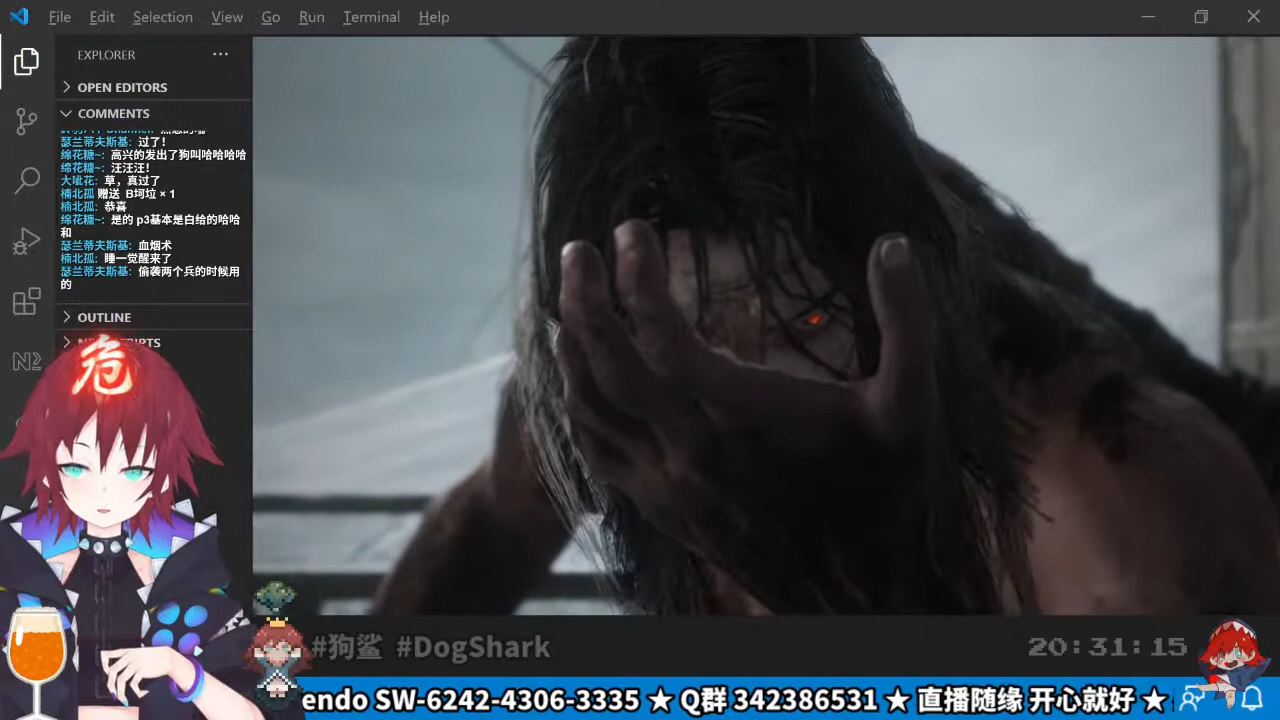 File Edit Selection View Go Run Terminal Help
EXPLORER
OPEN EDITORS
COMMENTS
瑟兰蒂夫斯基: 过了!
绵花糖~: 高兴的发出了狗叫哈哈哈哈
绵花糖~: 汪汪汪!
大呲花: 草，真过了
楠北孤 赠送 B坷垃 × 1
楠北孤: 恭喜
绵花糖~: 是的 p3基本是白给的哈哈
和
瑟兰蒂夫斯基: 血烟术
楠北孤: 睡一觉醒来了
瑟兰蒂夫斯基: 偷袭两个兵的时候用
的
OUTLINE
危
#狗鲨 #DogShark
20:31:15
endo SW-6242-4306-3335 ★ Q群 342386531 ★ 直播随缘 开心就好 ★